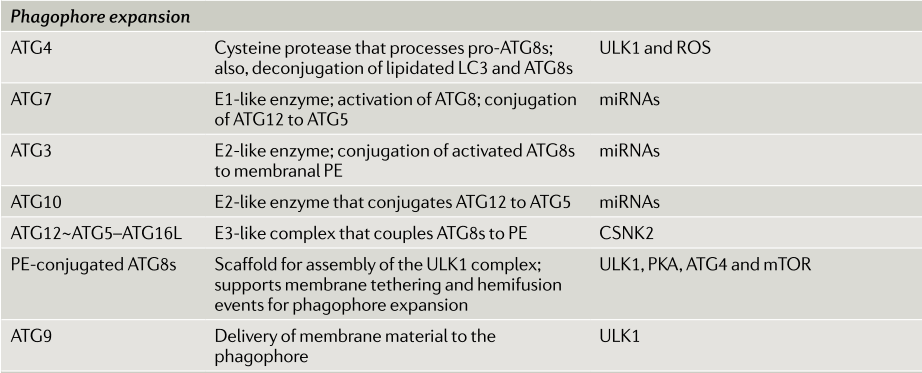 Phagophore expansion
ATG4 Cysteine protease that processes pro-ATG8s; ULK1 and ROS
also, deconjugation of lipidated LC3 and ATG8s
ATG7 E1-like enzyme; activation of ATG8; conjugation miRNAs
of ATG12 to ATG5
ATG3 E2-like enzyme; conjugation of activated ATG8s miRNAs
to membranal PE
ATG10 E2-like enzyme that conjugates ATG12 to ATG5 miRNAs
ATG12~ATG5–ATG16L E3-like complex that couples ATG8s to PE CSNK2
PE-conjugated ATG8s Scaffold for assembly of the ULK1 complex; ULK1, PKA, ATG4 and mTOR
supports membrane tethering and hemifusion
events for phagophore expansion
ATG9 Delivery of membrane material to the ULK1
phagophore